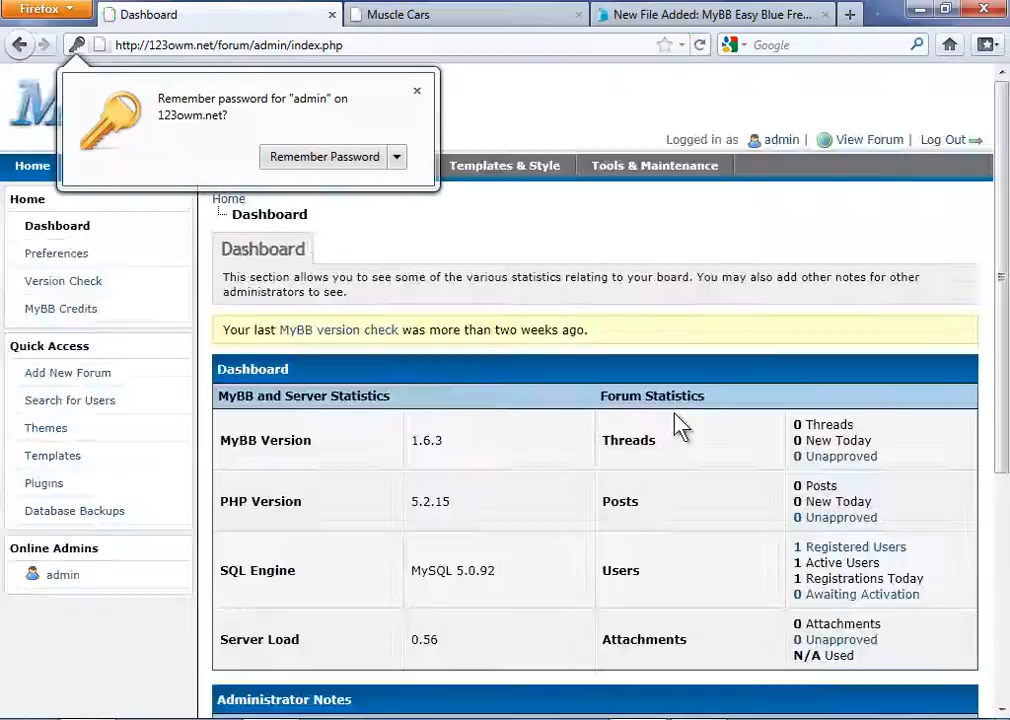 Firefox
Dashboard
Muscle Cars
New File Added: MyBB Easy Blue Fre...
http://123owm.net/forum/admin/index.php
Google
Remember password for "admin" on
123owm.net?
Remember Password
Logged in as admin | View Forum | Log Out
Home
Templates & Style
Tools & Maintenance
Home
Dashboard
Preferences
Version Check
MyBB Credits
Quick Access
Add New Forum
Search for Users
Themes
Templates
Plugins
Database Backups
Online Admins
admin
Home
Dashboard
Dashboard
This section allows you to see some of the various statistics relating to your board. You may also add other notes for other
administrators to see.
Your last MyBB version check was more than two weeks ago.
Dashboard
MyBB and Server Statistics
Forum Statistics
MyBB Version
1.6.3
Threads
0 Threads
0 New Today
0 Unapproved
PHP Version
5.2.15
Posts
0 Posts
0 New Today
0 Unapproved
SQL Engine
MySQL 5.0.92
Users
1 Registered Users
1 Active Users
1 Registrations Today
0 Awaiting Activation
Server Load
0.56
Attachments
0 Attachments
0 Unapproved
N/A Used
Administrator Notes